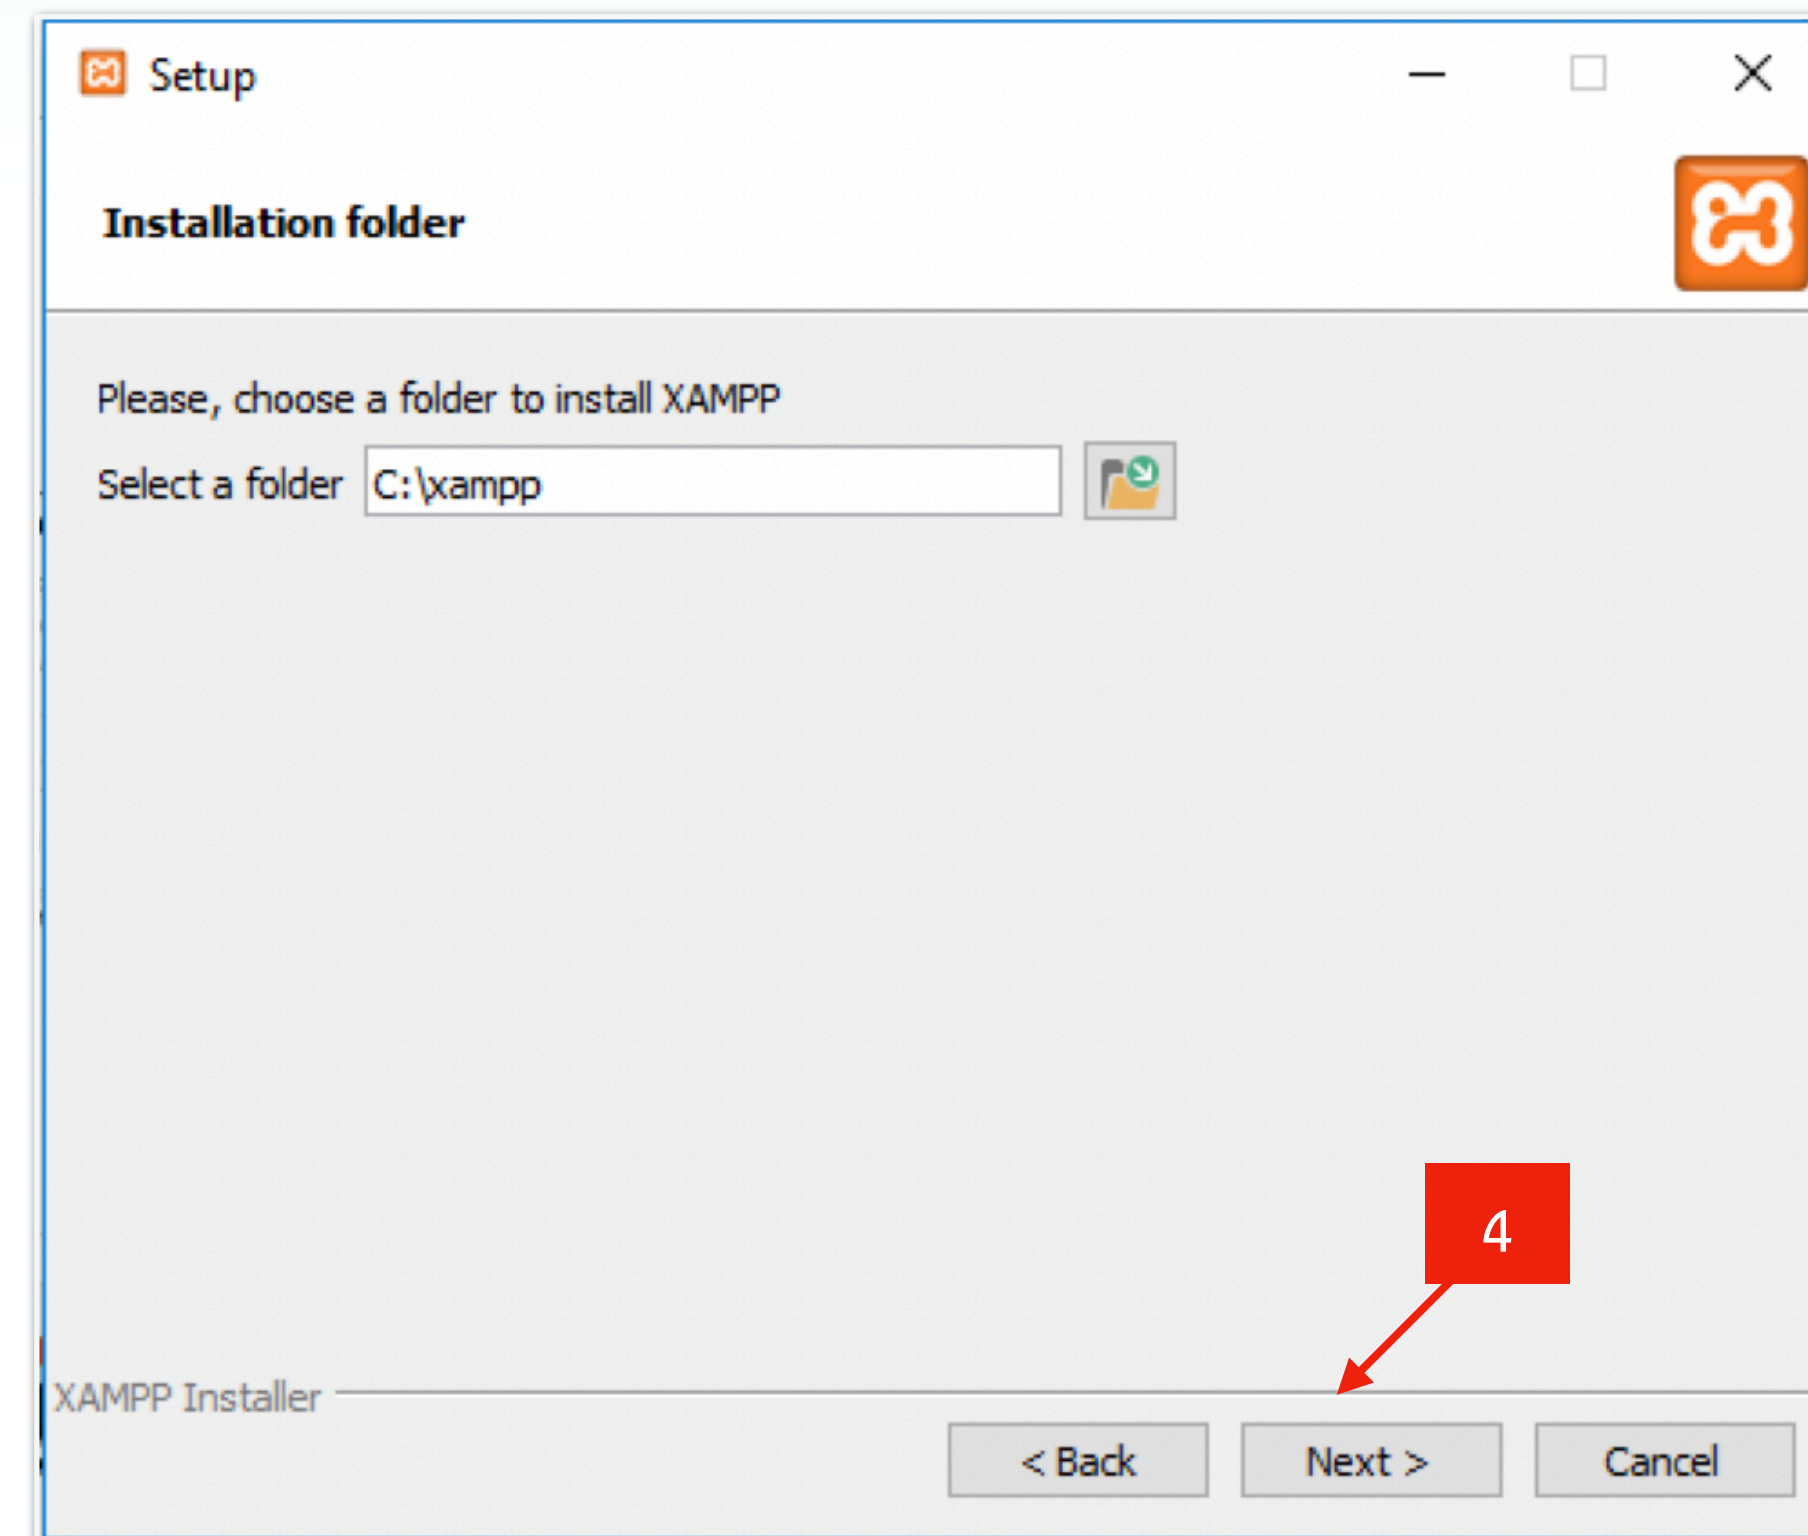 Setup
Installation folder
Please, choose a folder to install XAMPP
Select a folder C:\xampp
4
XAMPP Installer
< Back Next > Cancel